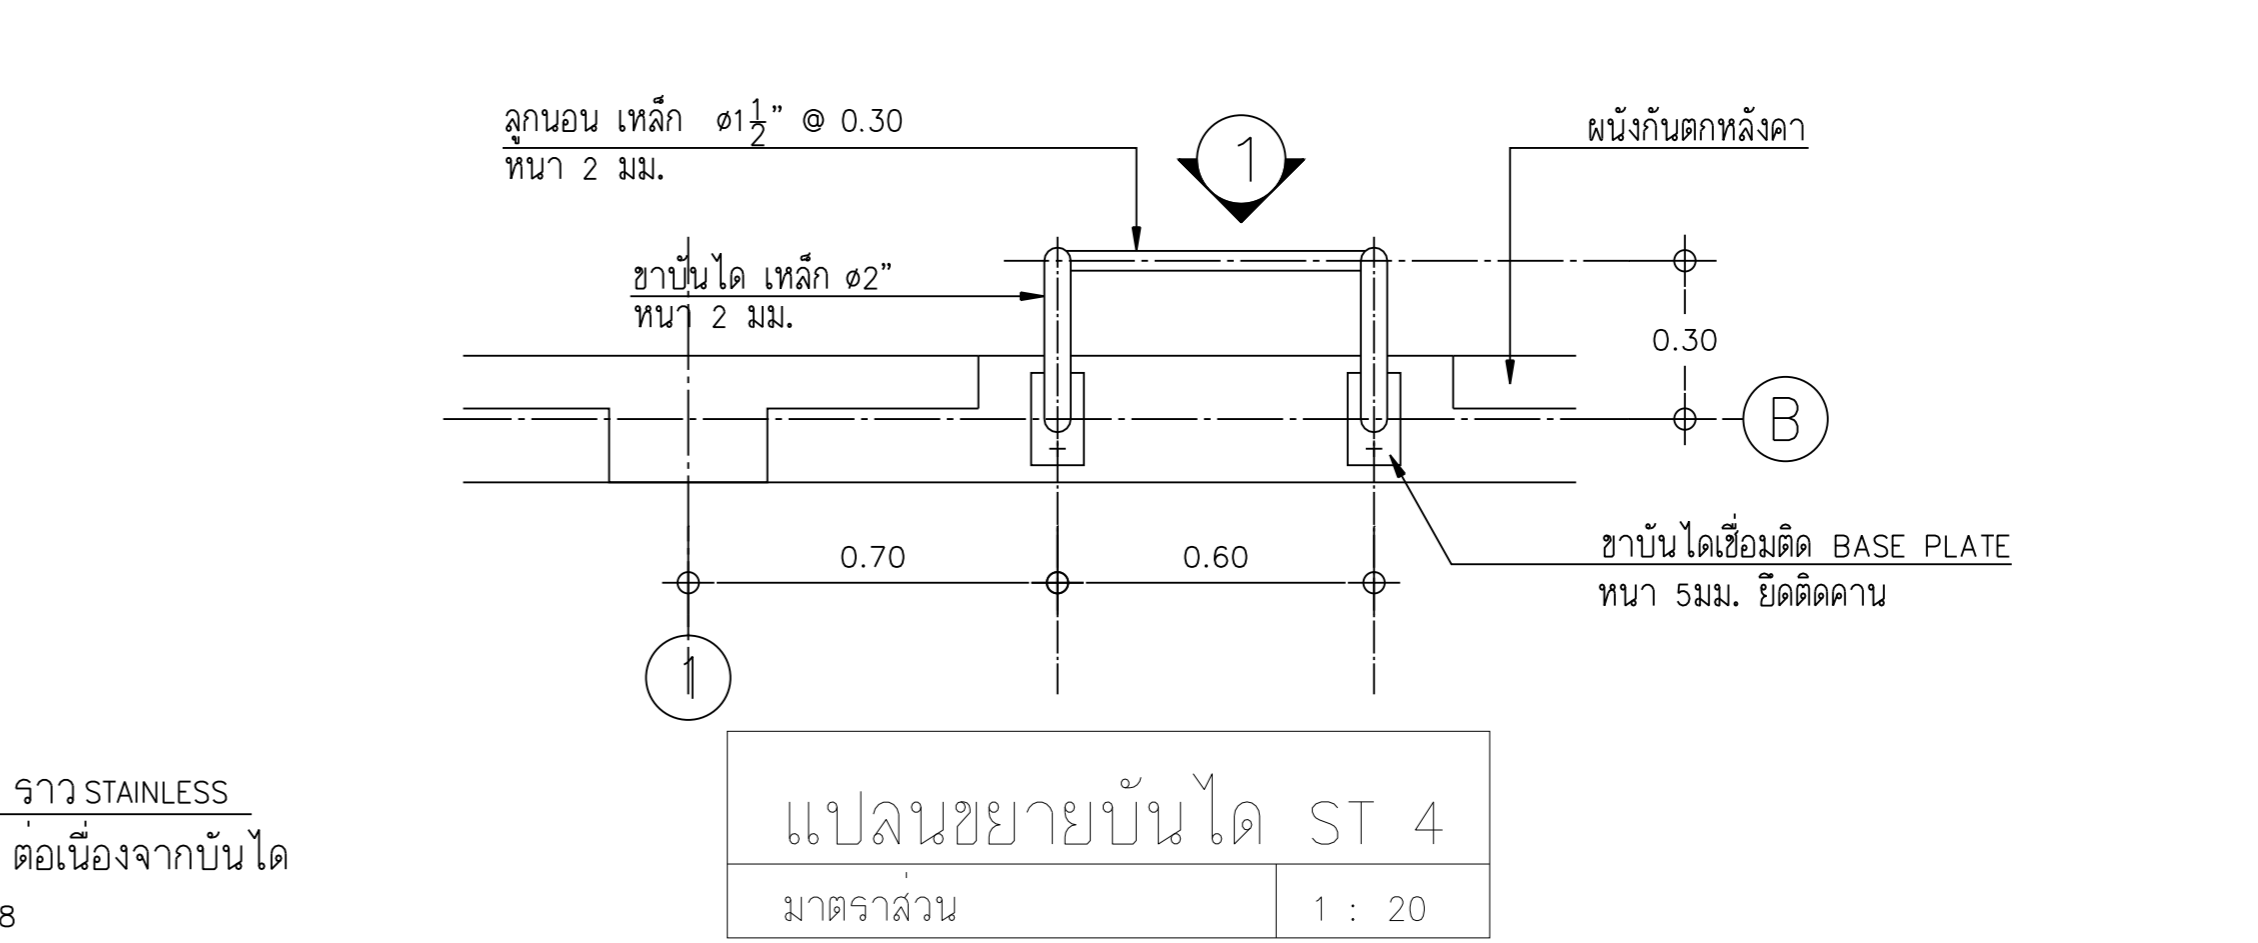 ลูกนอน เหล็ก ø1 1/2" @ 0.30
หนา 2 มม.
1
ผนังกันตกหลังคา
ขาบันได เหล็ก ø2"
หนา 2 มม.
0.30
B
ขาบันไดเชื่อมติด BASE PLATE
หนา 5มม. ยึดติดคาน
0.70
0.60
1
ราว STAINLESS
ต่อเนื่องจากบันได
8
แปลนขยายบันได ST 4
มาตราส่วน
1 : 20